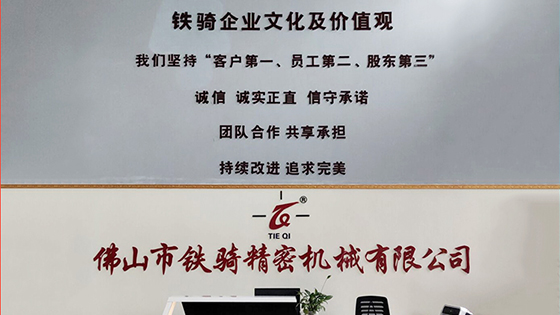 铁骑企业文化及价值观
我们坚持“客户第一、员工第二、股东第三”
诚信 诚实正直 信守承诺
团队合作 共享承担
持续改进 追求完美
®
TIE QI
佛山市铁骑精密机械有限公司